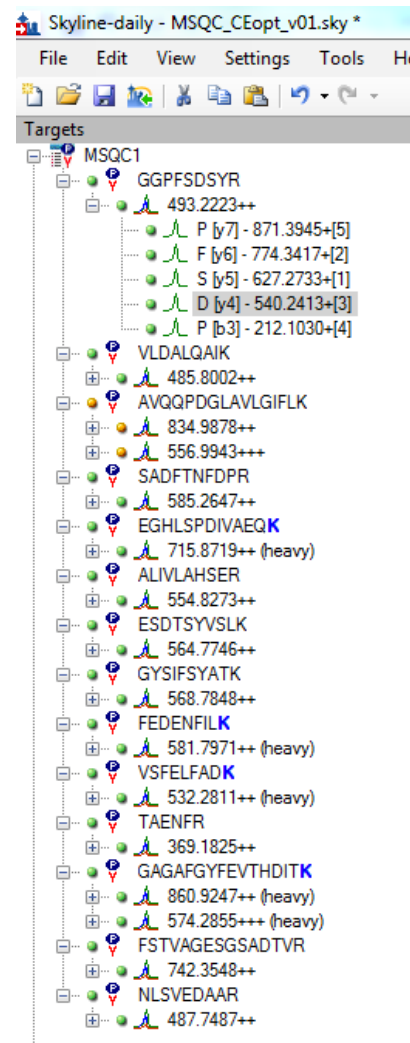 Skyline-daily - MSQC_CEopt_v01.sky *
File Edit View Settings Tools
Targets
MSQC1
GGPFSDSYR
493.2223++
P [y7] - 871.3945+[5]
F [y6] - 774.3417+[2]
S [y5] - 627.2733+[1]
D [y4] - 540.2413+[3]
P [b3] - 212.1030+[4]
VLDALQAIK
485.8002++
AVQQPDGLAVLGIFLK
834.9878++
556.9943+++
SADFTNFDPR
585.2647++
EGHLSPDIVAEQK
715.8719++ (heavy)
ALIVLAHSER
554.8273++
ESDTSYVSLK
564.7746++
GYSIFSYATK
568.7848++
FEDENFILK
581.7971++ (heavy)
VSFELFADK
532.2811++ (heavy)
TAENFR
369.1825++
GAGAFGYFEVTHDITK
860.9247++ (heavy)
574.2855+++ (heavy)
FSTVAGESGSADTVR
742.3548++
NLSVEDAAR
487.7487++